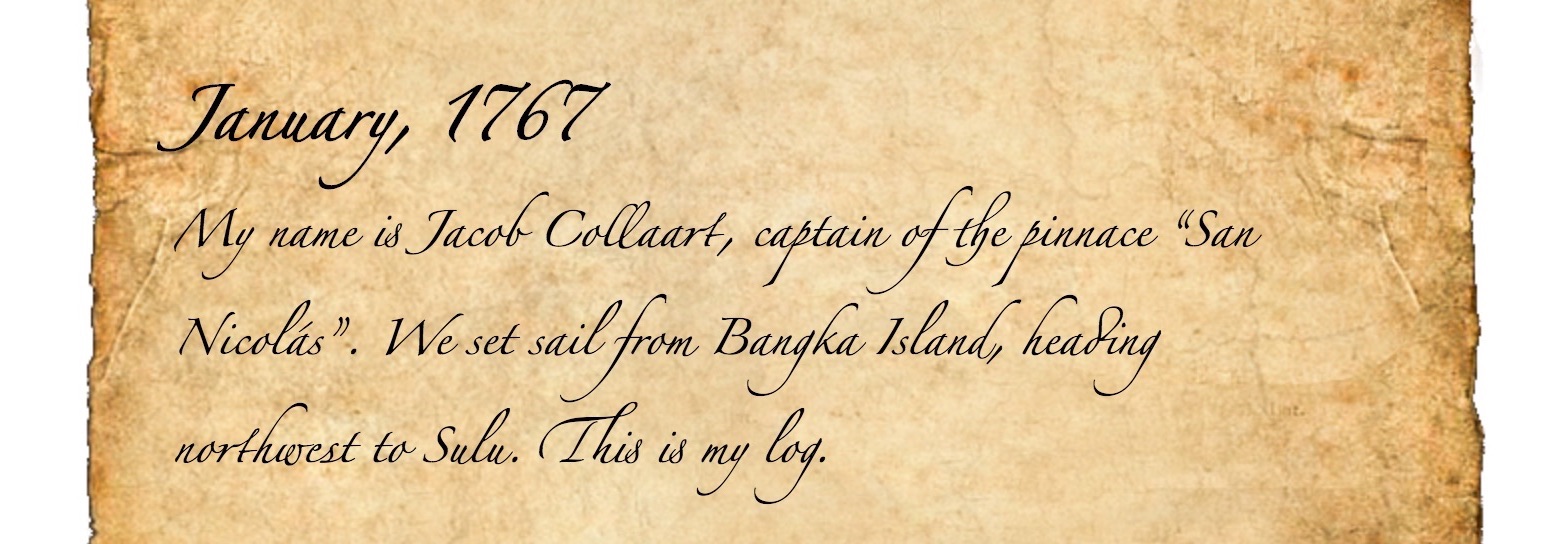 January, 1767
My name is Jacob Collaart, captain of the pinnace “San
Nicolás”. We set sail from Bangka Island, heading
northwest to Sulu. This is my log.